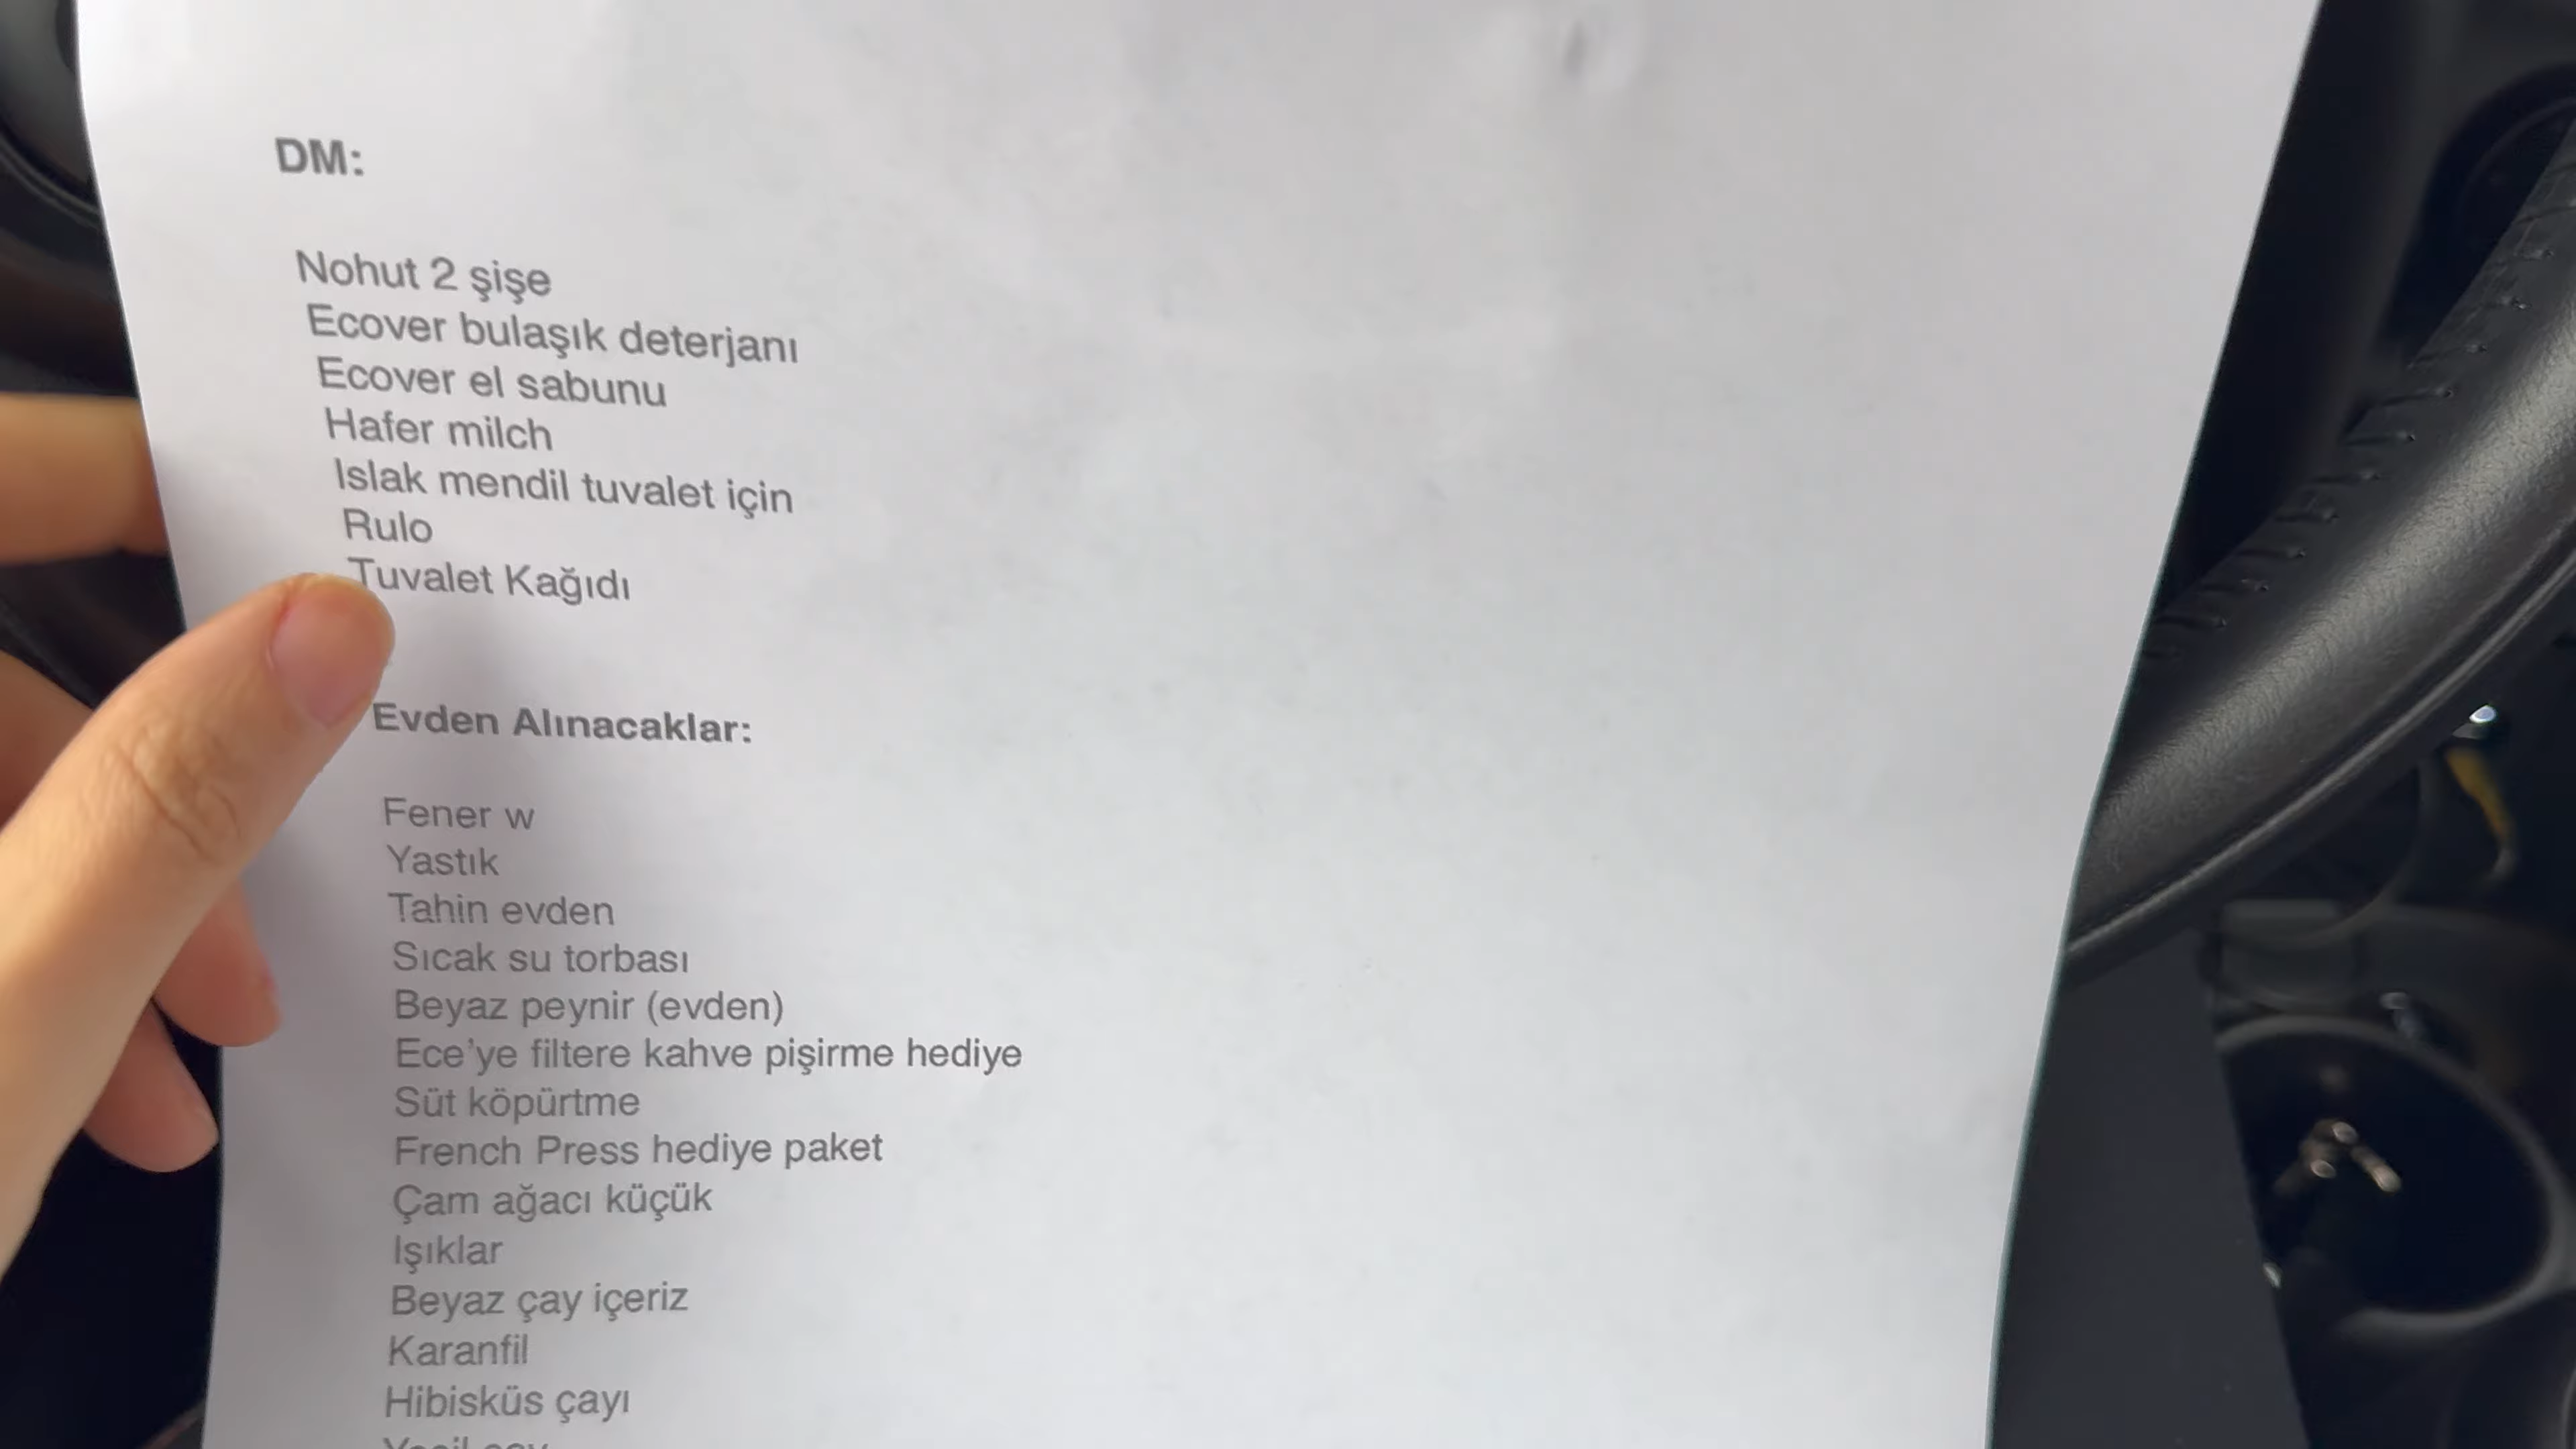 DM:
Nohut 2 şişe
Ecover bulaşık deterjanı
Ecover el sabunu
Hafer milch
Islak mendil tuvalet için
Rulo
Tuvalet Kağıdı
Evden Alınacaklar:
Fener w
Yastık
Tahin evden
Sıcak su torbası
Beyaz peynir (evden)
Ece'ye filtere kahve pişirme hediye
Süt köpürtme
French Press hediye paket
Çam ağacı küçük
Işıklar
Beyaz çay içeriz
Karanfil
Hibisküs çayı